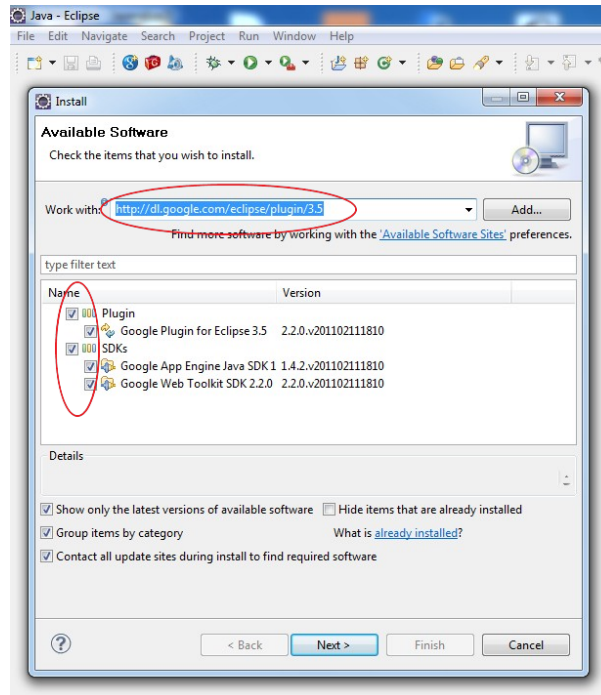 Java - Eclipse
File Edit Navigate Search Project Run Window Help
Install
Available Software
Check the items that you wish to install.
Work with: http://dl.google.com/eclipse/plugin/3.5 Add...
Find more software by working with the 'Available Software Sites' preferences.
type filter text
Name Version
Plugin
Google Plugin for Eclipse 3.5 2.2.0.v201102111810
SDKs
Google App Engine Java SDK 1 1.4.2.v201102111810
Google Web Toolkit SDK 2.2.0 2.2.0.v201102111810
Details
Show only the latest versions of available software Hide items that are already installed
Group items by category What is already installed?
Contact all update sites during install to find required software
? < Back Next > Finish Cancel